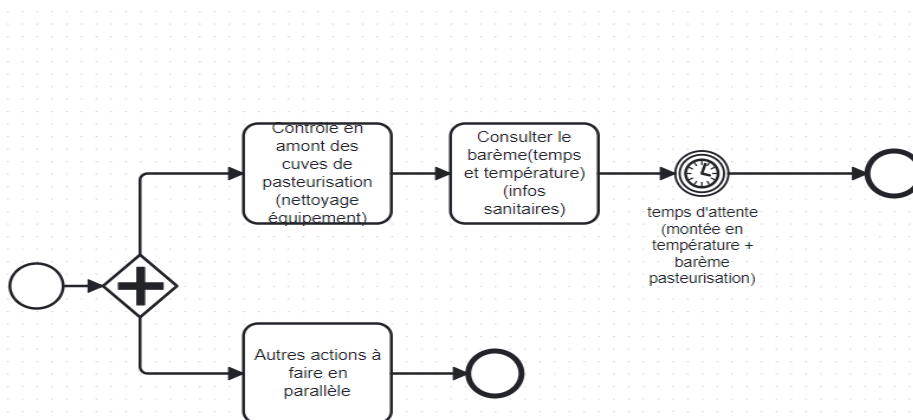 Contrôle en
amont des
cuves de
pasteurisation
(nettoyage
équipement)
Consulter le
barème(temps
et température)
(infos
sanitaires)
temps d'attente
(montée en
température +
barème
pasteurisation)
Autres actions à
faire en
parallèle